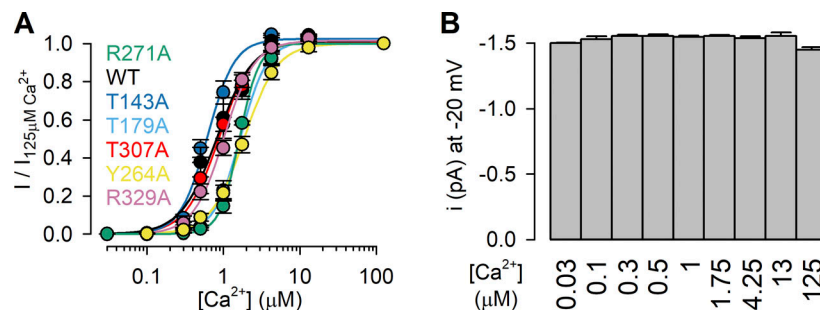 A
I / I125μM Ca2+
1.0
0.8
0.6
0.4
0.2
0.0
R271A
WT
T143A
T179A
T307A
Y264A
R329A
0.1
1
10
100
[Ca2+] (μM)
B
i (pA) at -20 mV
-1.5
-1.0
-0.5
0.0
[Ca2+]
(μM)
0.03
0.1
0.3
0.5
1
1.75
4.25
13
125